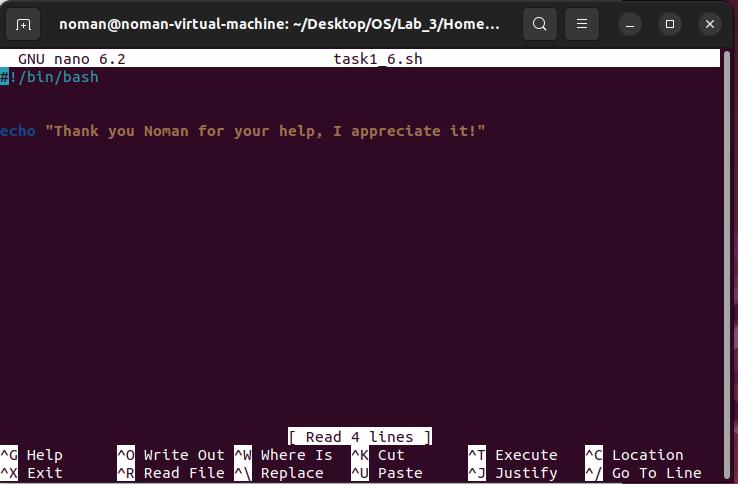 noman@noman-virtual-machine: ~/Desktop/OS/Lab_3/Home...
GNU nano 6.2 task1_6.sh
#!/bin/bash
echo "Thank you Noman for your help, I appreciate it!"
[ Read 4 lines ]
^G Help ^O Write Out ^W Where Is ^K Cut ^T Execute ^C Location
^X Exit ^R Read File ^\ Replace ^U Paste ^J Justify ^/ Go To Line